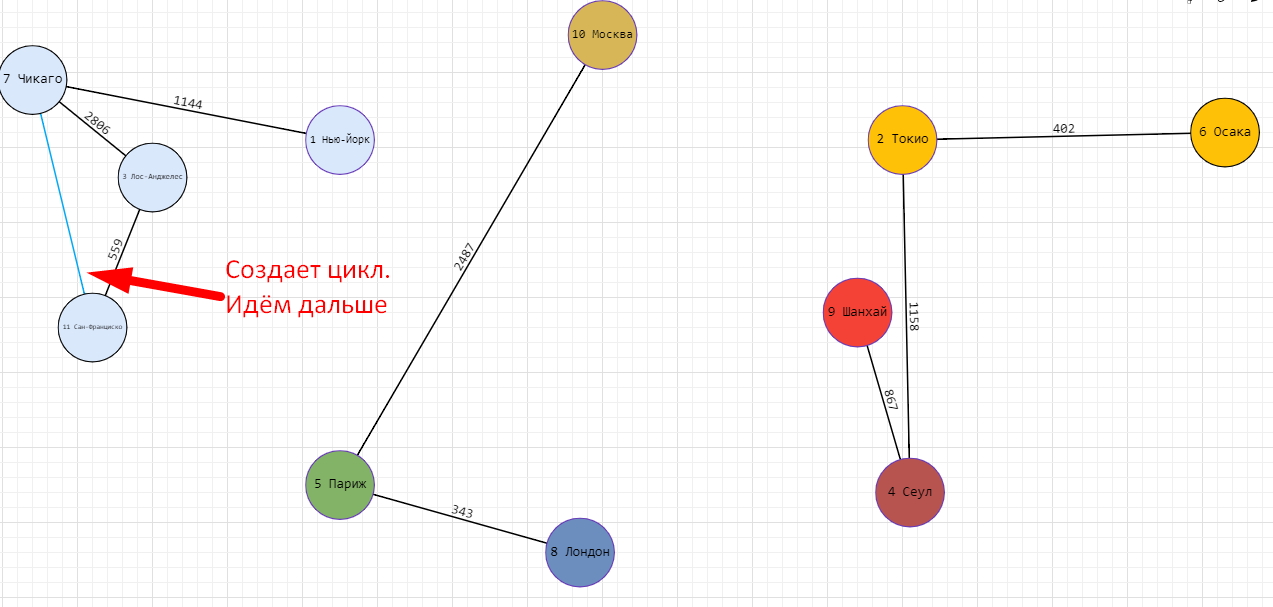 10 Москва
7 Чикаго
1144
2806
1 Нью-Йорк
402
2 Токио
6 Осака
3 Лос-Анджелес
559
2487
Создает цикл.
Идём дальше
9 Шанхай
1158
11 Сан-Франциско
867
5 Париж
4 Сеул
343
8 Лондон